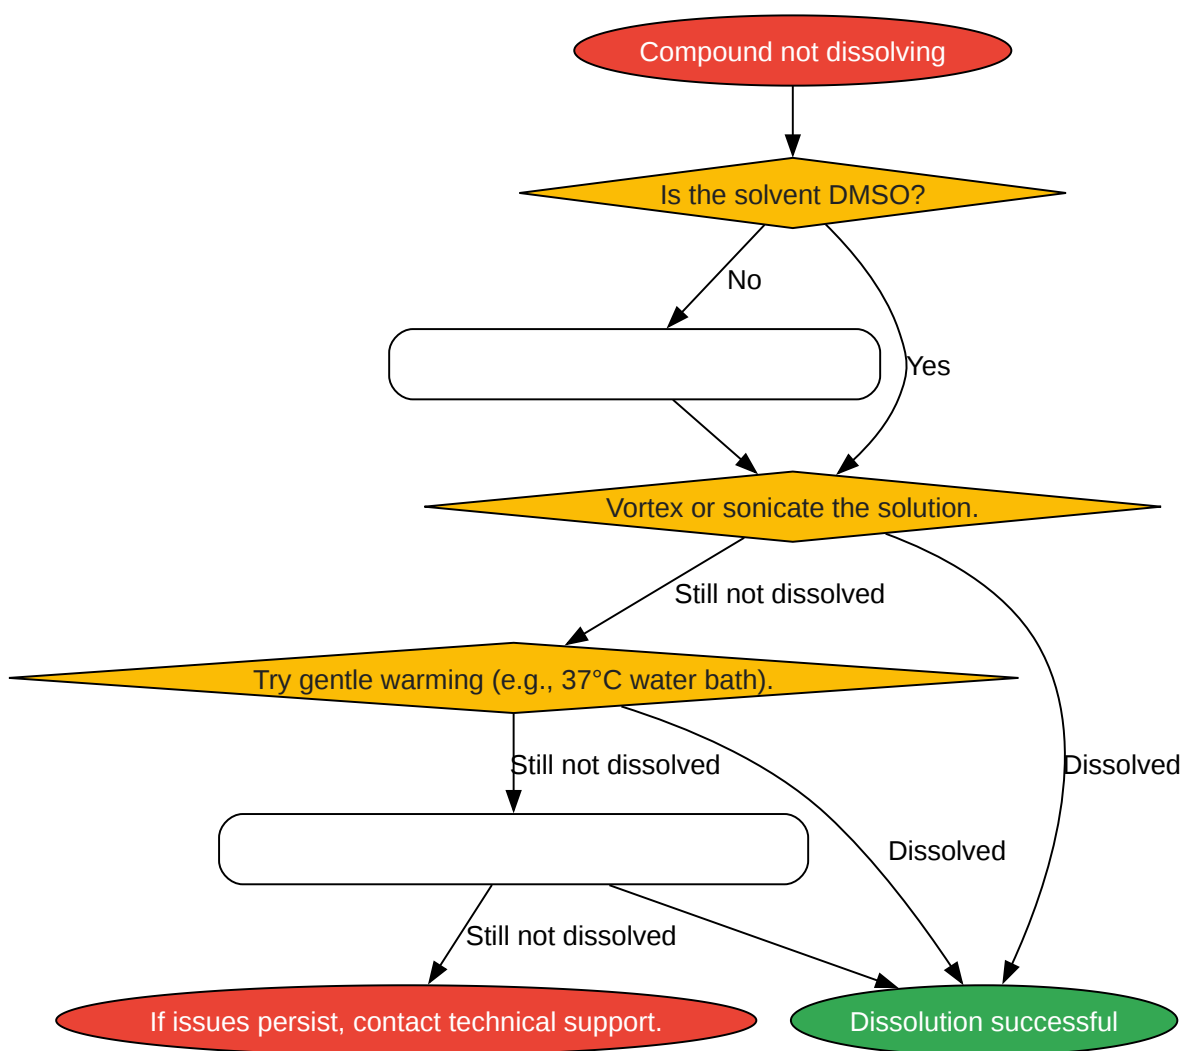 Compound not dissolving
Is the solvent DMSO?
No
Yes
Vortex or sonicate the solution.
Still not dissolved
Try gentle warming (e.g., 37°C water bath).
Still not dissolved
Dissolved
Dissolved
Still not dissolved
If issues persist, contact technical support.
Dissolution successful